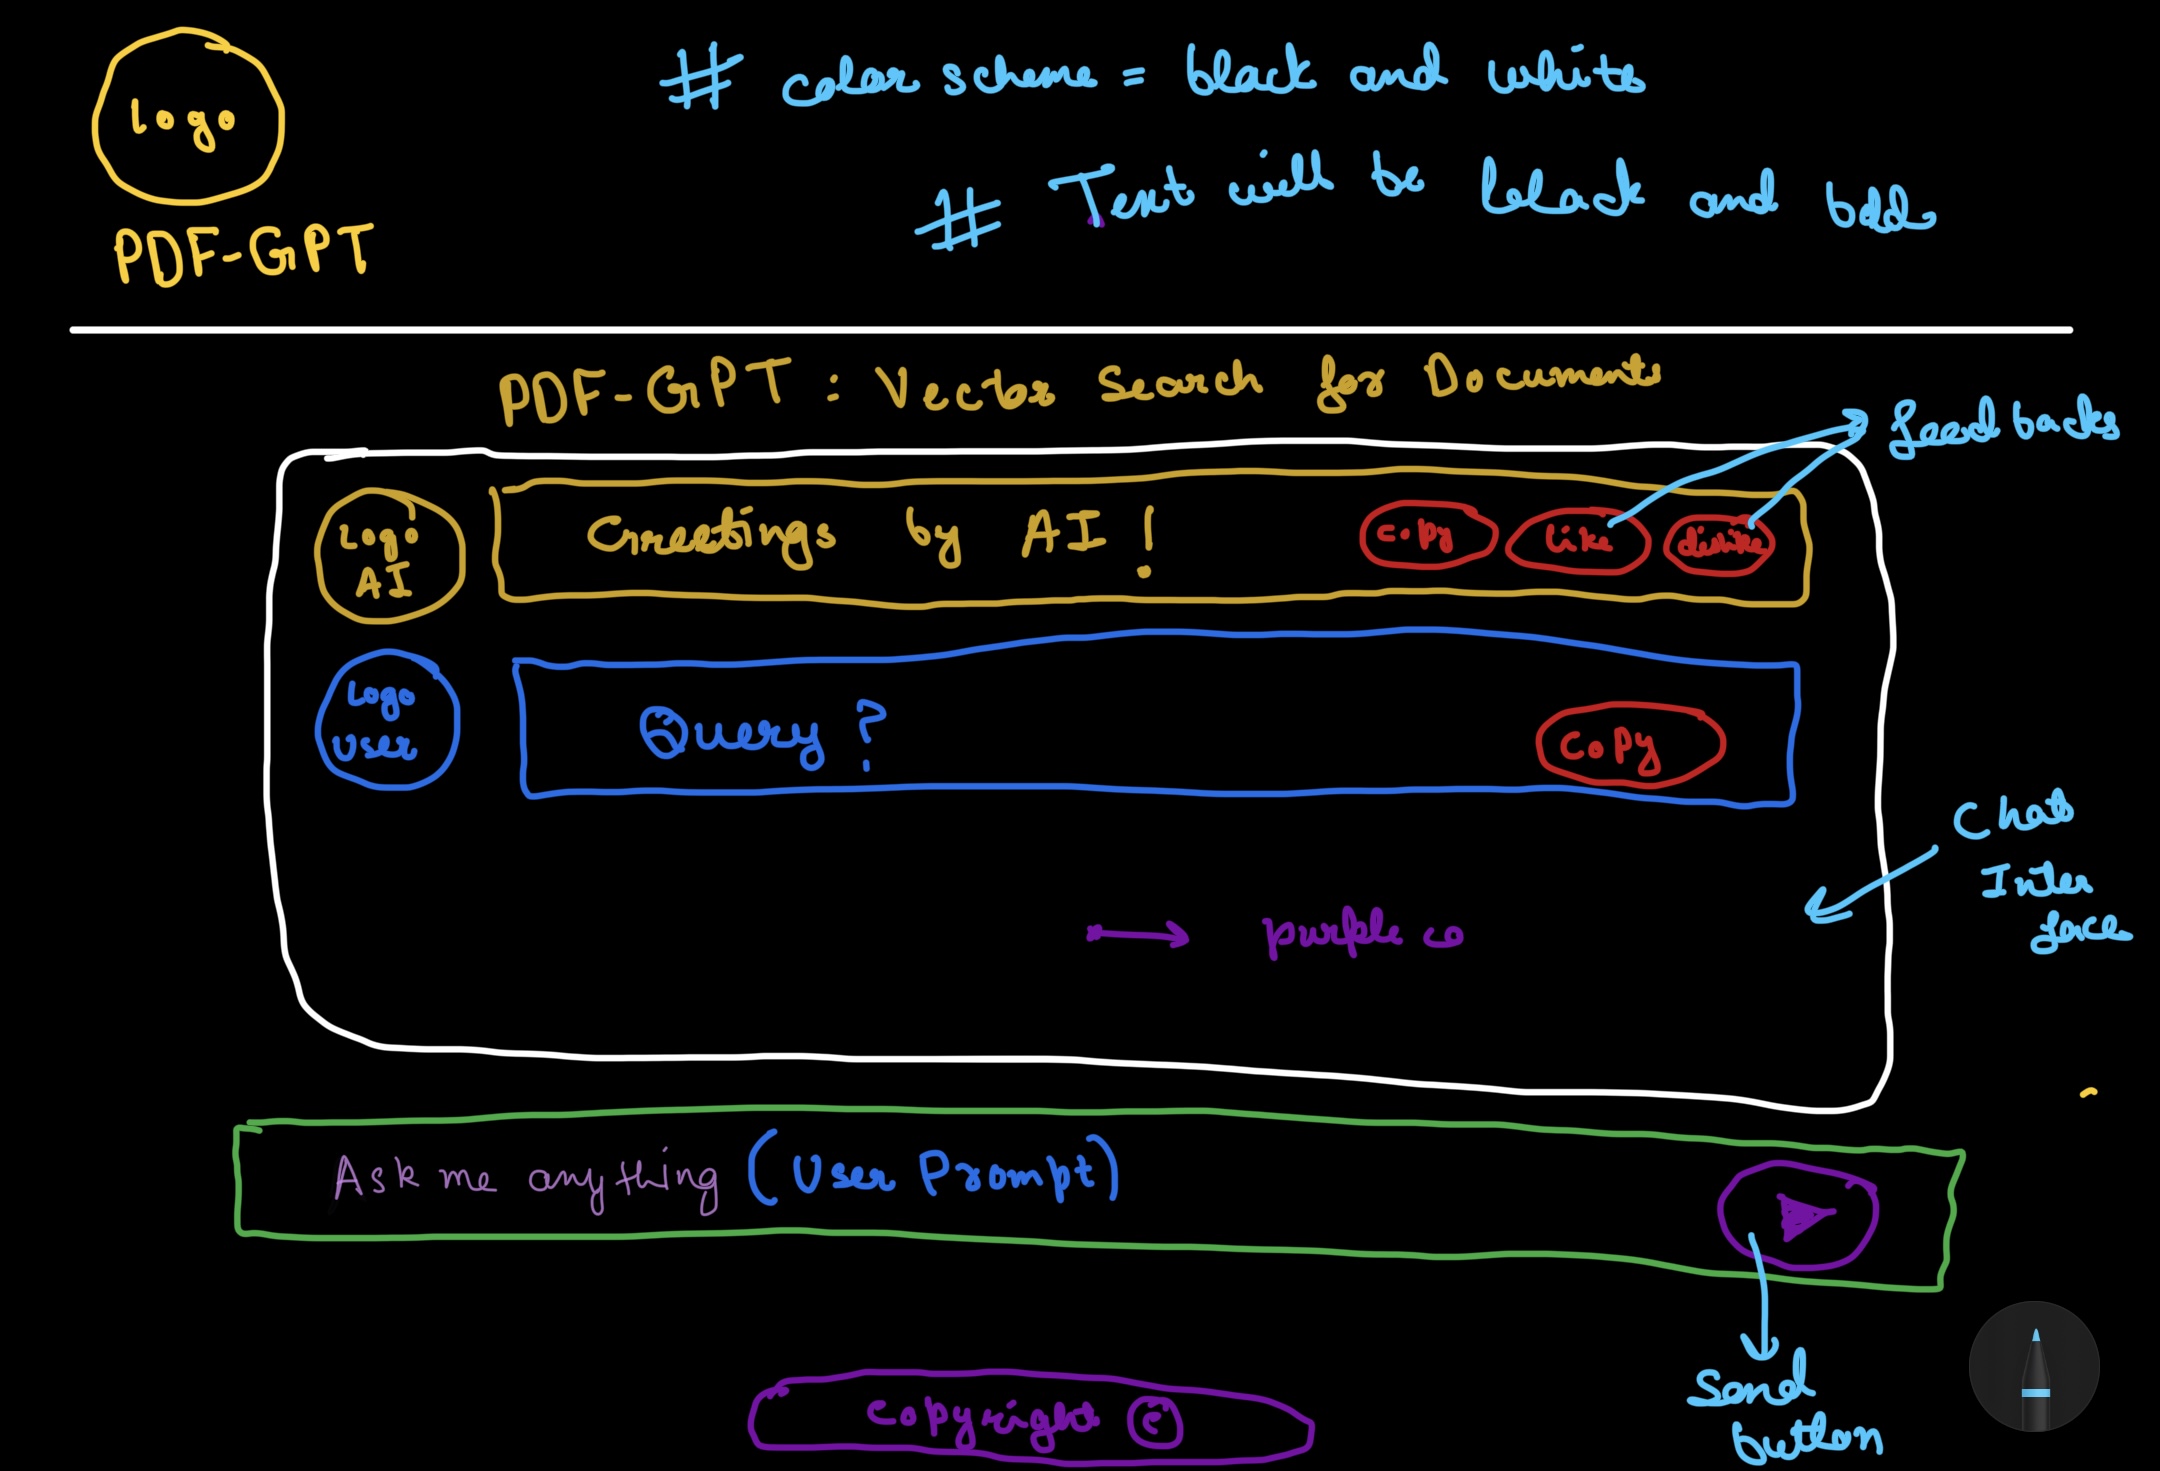 Logo
PDF-GPT
# color scheme = black and white
# Text will be black and bold
PDF-GPT : Vector Search for Documents
feed backs
Logo
AI
Greetings by AI !
copy
like
dislike
Logo
User
Query ?
copy
Chat
Inter
face
purple co
Ask me anything (User Prompt)
Send
button
copyright ©